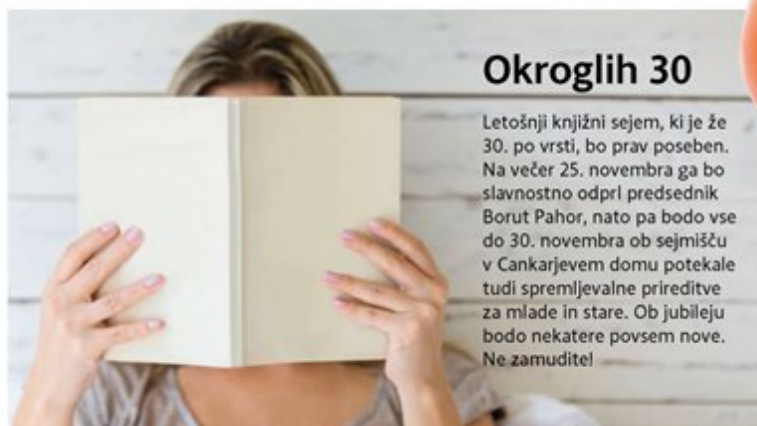 Okroglih 30
Letošnji knjižni sejem, ki je že
30. po vrsti, bo prav poseben.
Na večer 25. novembra ga bo
slavnostno odprl predsednik
Borut Pahor, nato pa bodo vse
do 30. novembra ob sejmišču
v Cankarjevem domu potekale
tudi spremljevalne prireditve
za mlade in stare. Ob jubileju
bodo nekatere povsem nove.
Ne zamudite!